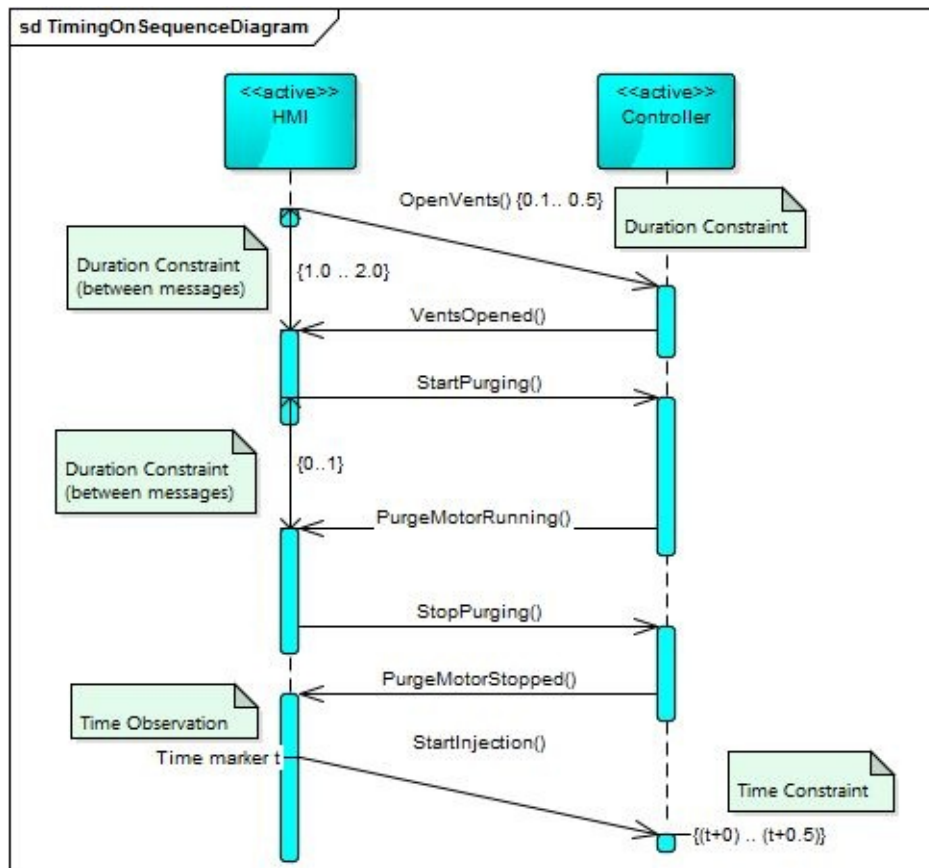 sd TimingOnSequenceDiagram
<<active>>
HMI
<<active>>
Controller
OpenVents() {0.1.. 0.5}
Duration Constraint
Duration Constraint
(between messages)
{1.0 .. 2.0}
VentsOpened()
StartPurging()
Duration Constraint
(between messages)
{0..1}
PurgeMotorRunning()
StopPurging()
PurgeMotorStopped()
Time Observation
StartInjection()
Time marker t
Time Constraint
{(t+0) .. (t+0.5)}